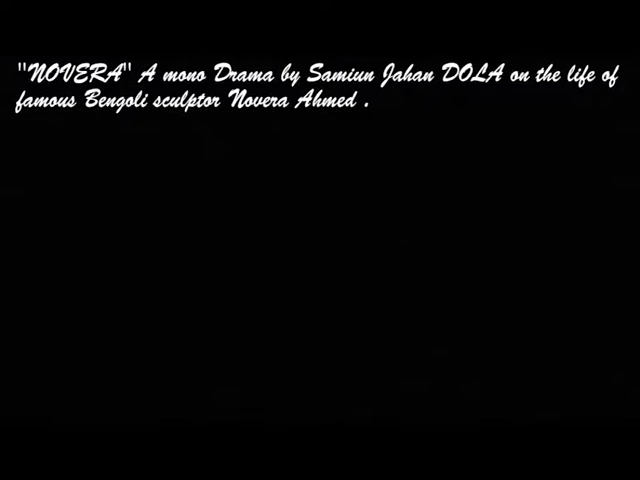 "NOVERA" A mono Drama by Samiun Jahan DOLA on the life of
famous Bengoli sculptor Novera Ahmed .